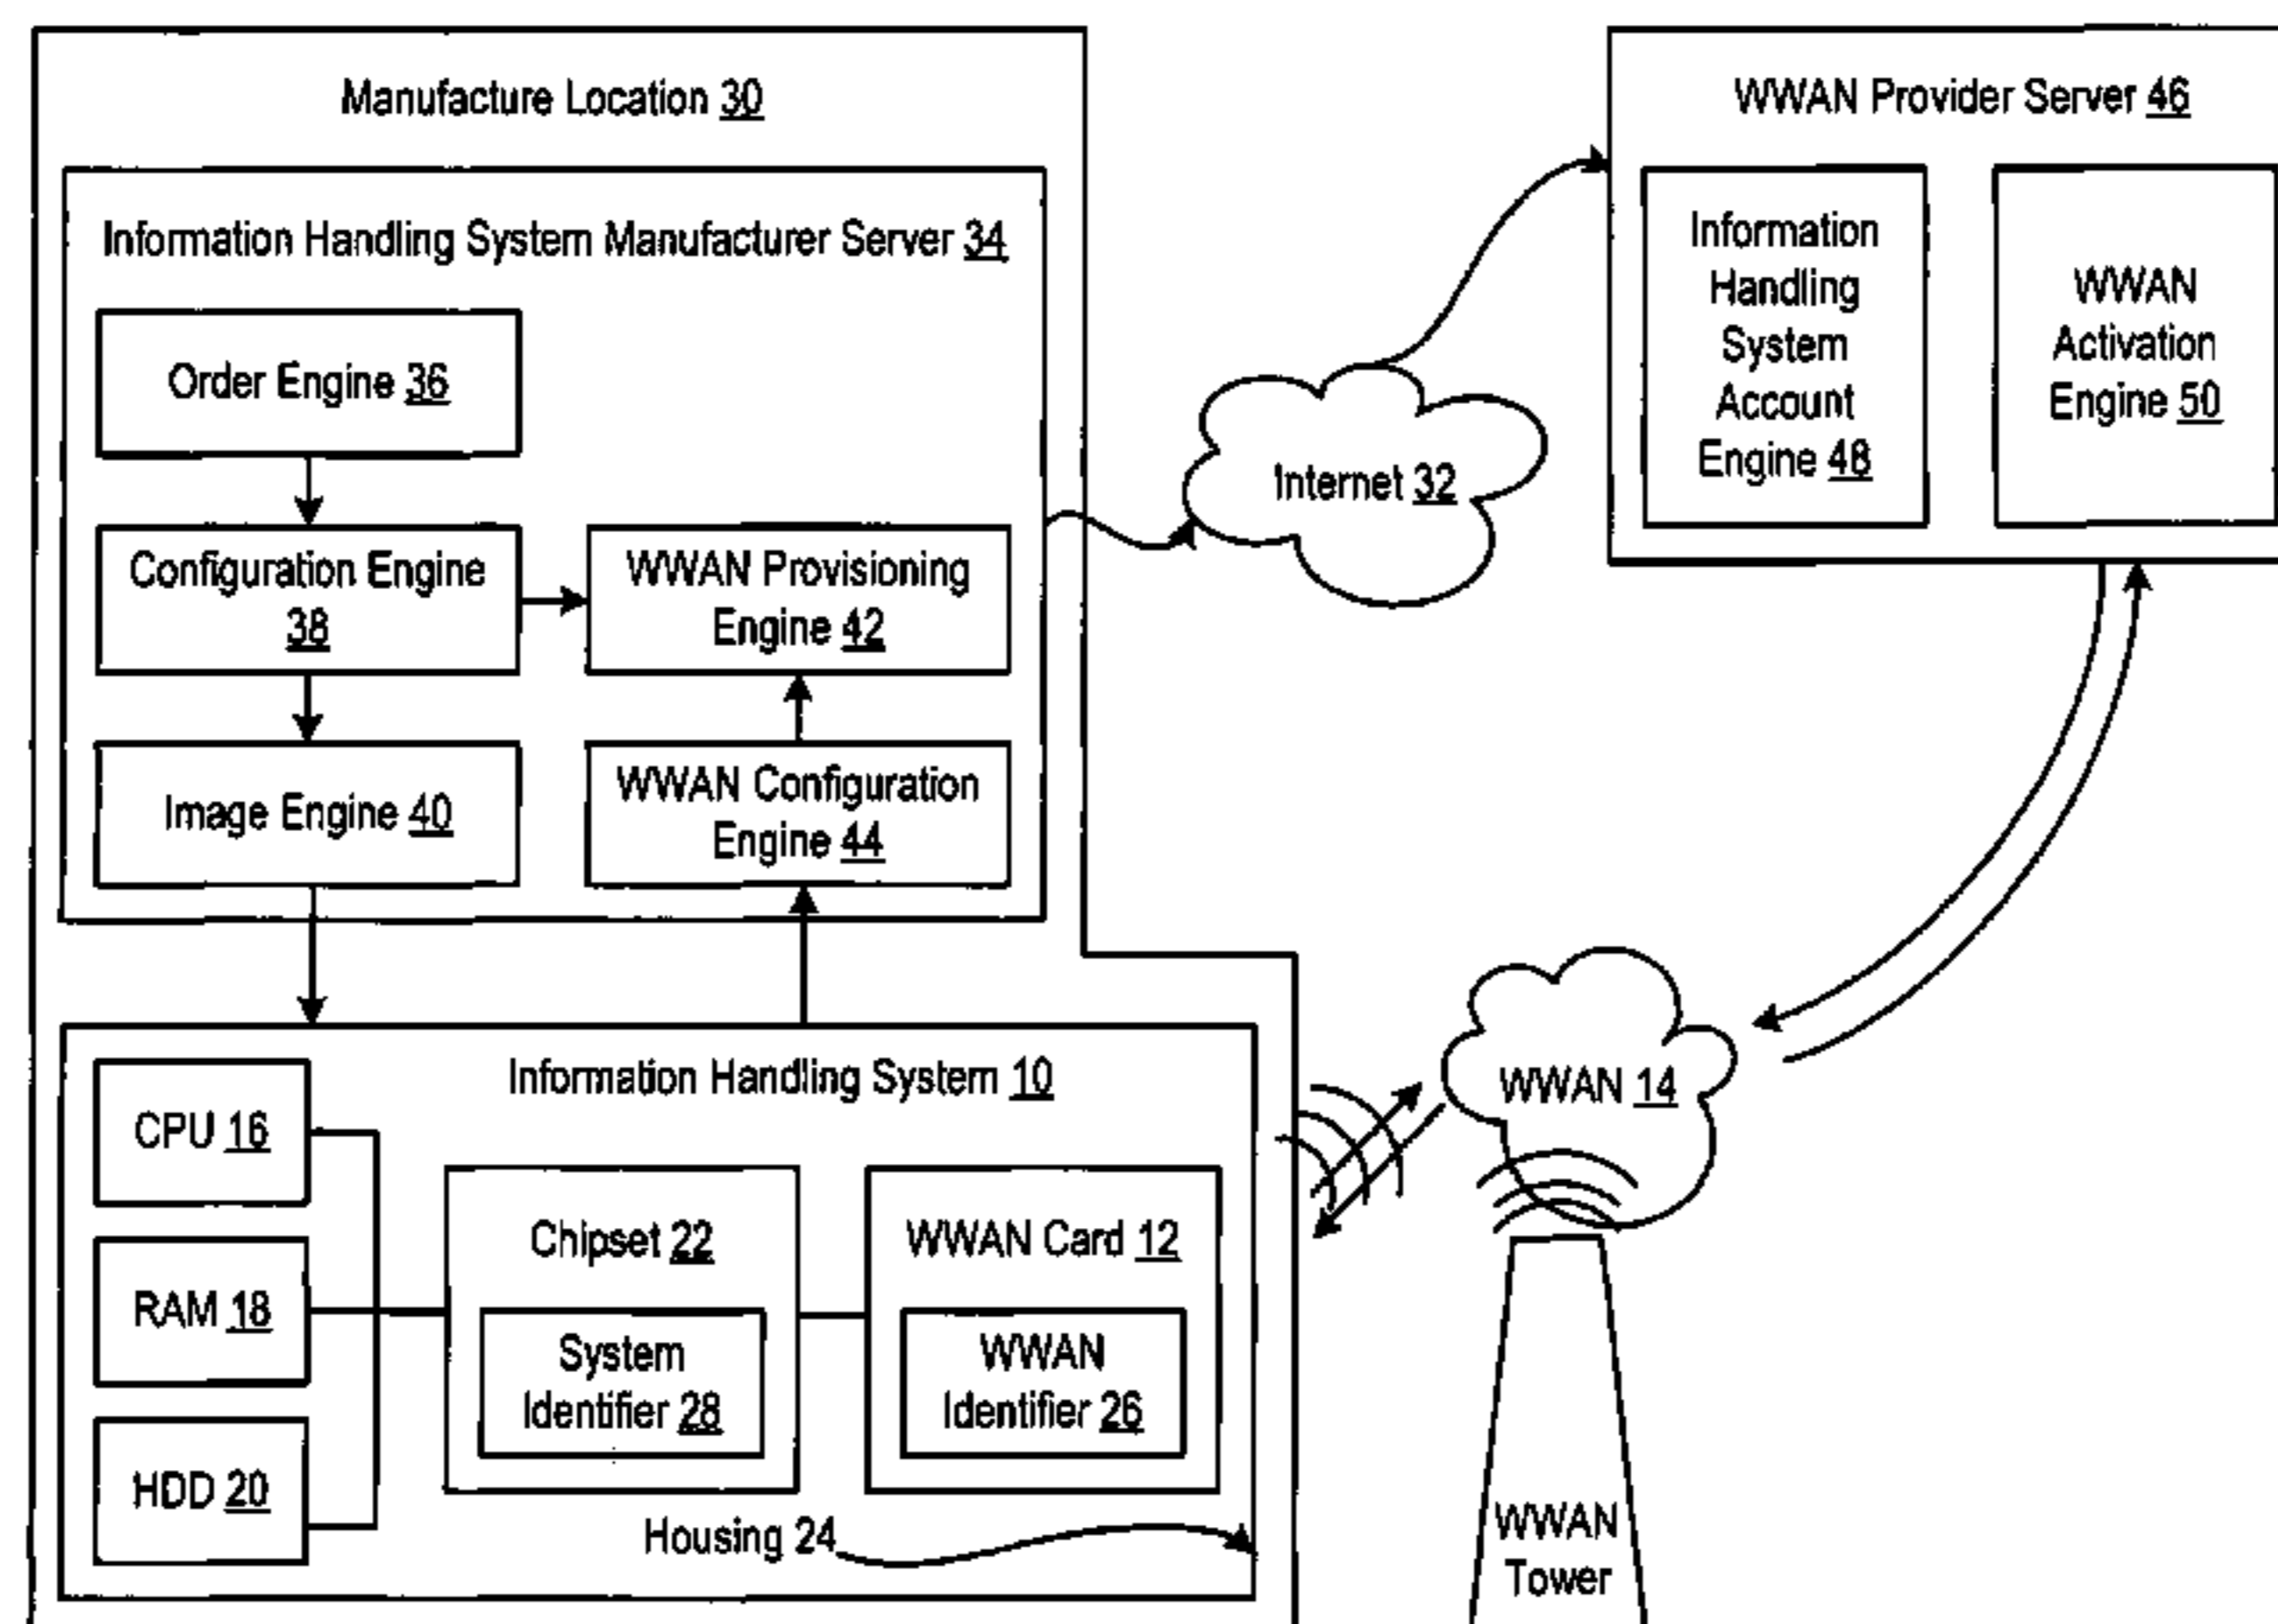 Manufacture Location 30
Information Handling System Manufacturer Server 34
Order Engine 36
Configuration Engine
38
WWAN Provisioning
Engine 42
Image Engine 40
WWAN Configuration
Engine 44
Internet 32
WWAN Provider Server 46
Information
Handling
System
Account
Engine 48
WWAN
Activation
Engine 50
Information Handling System 10
CPU 16
RAM 18
HDD 20
Chipset 22
System
Identifier 28
WWAN Card 12
WWAN
Identifier 26
Housing 24
WWAN 14
WWAN
Tower